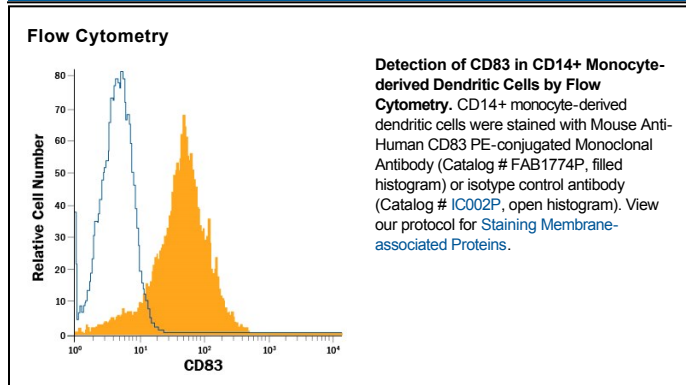 Flow Cytometry
80
70
60
50
40
30
20
10
0
Relative Cell Number
10⁰ 10¹ 10² 10³ 10⁴
CD83
Detection of CD83 in CD14+ Monocyte-
derived Dendritic Cells by Flow
Cytometry. CD14+ monocyte-derived
dendritic cells were stained with Mouse Anti-
Human CD83 PE-conjugated Monoclonal
Antibody (Catalog # FAB1774P, filled
histogram) or isotype control antibody
(Catalog # IC002P, open histogram). View
our protocol for Staining Membrane-
associated Proteins.